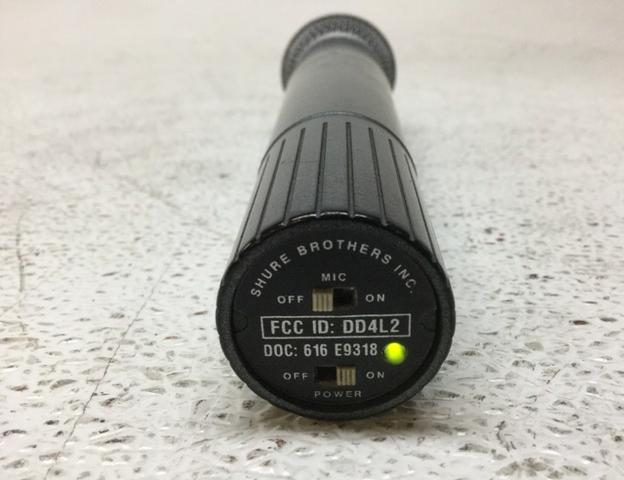 SHURE BROTHERS INC.
MIC
OFF ON
FCC ID: DD4L2
DOC: 616 E9318
OFF ON
POWER